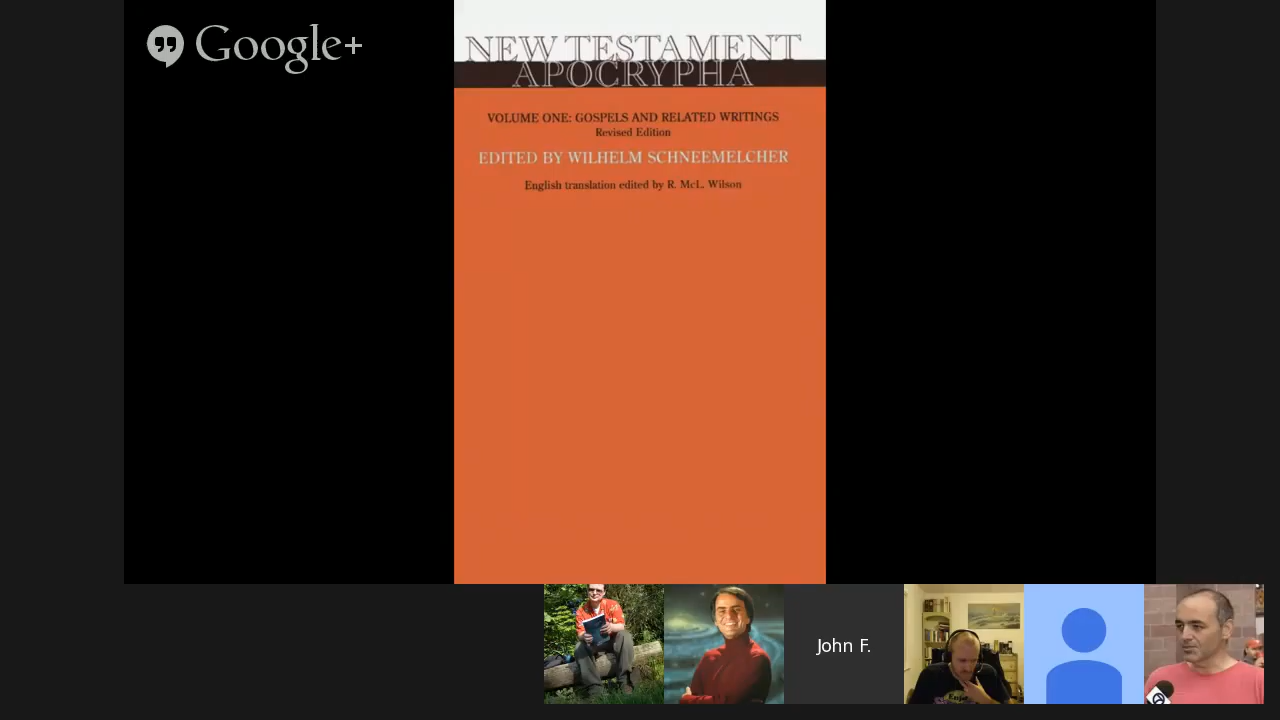 Google+
NEW TESTAMENT
APOCRYPHA
VOLUME ONE: GOSPELS AND RELATED WRITINGS
Revised Edition
EDITED BY WILHELM SCHNEEMELCHER
English translation edited by R. McL. Wilson
John F.